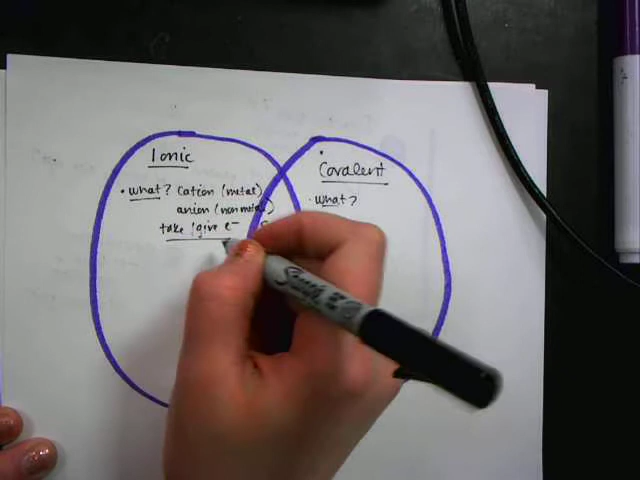 Ionic
Covalent
• what? cation (metal)
anion (nonmetal)
take/give e-
• what?
Sharpie